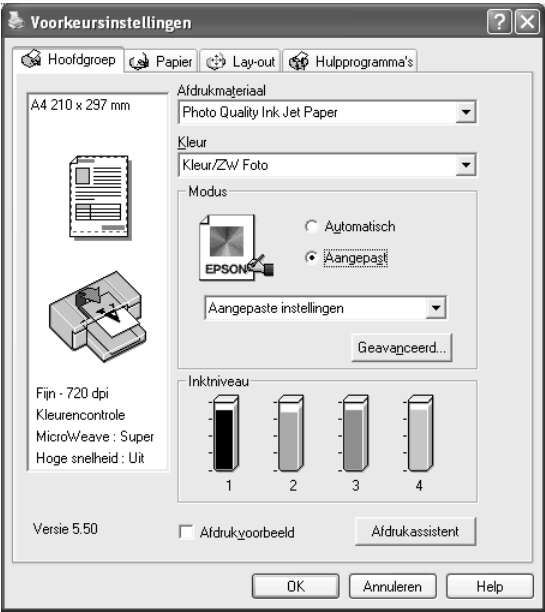 Voorkeursinstellingen
Hoofdgroep Papier Lay-out Hulpprogramma's
A4 210 x 297 mm
Fijn - 720 dpi
Kleurencontrole
MicroWeave : Super
Hoge snelheid : Uit
Versie 5.50
Afdrukmateriaal
Photo Quality Ink Jet Paper
Kleur
Kleur/ZW Foto
Modus
EPSON
Automatisch
Aangepast
Aangepaste instellingen
Geavanceerd...
Inktniveau
1 2 3 4
Afdrukvoorbeeld
Afdrukassistent
OK Annuleren Help